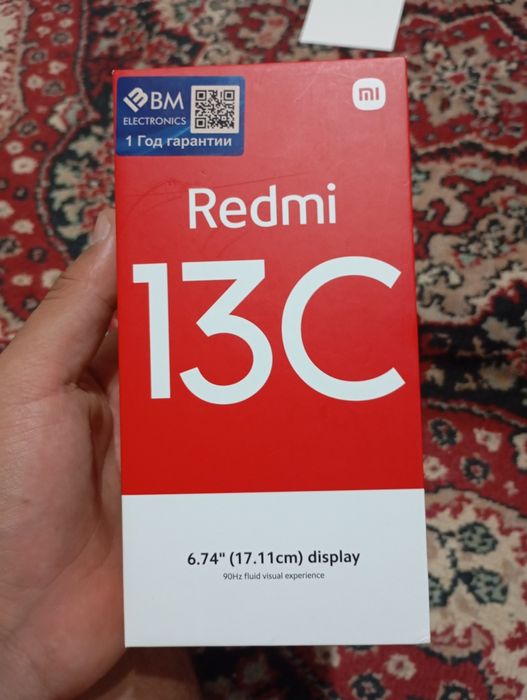 BM
ELECTRONICS
1 Год гарантии
mi
Redmi
13C
6.74" (17.11cm) display
90Hz fluid visual experience